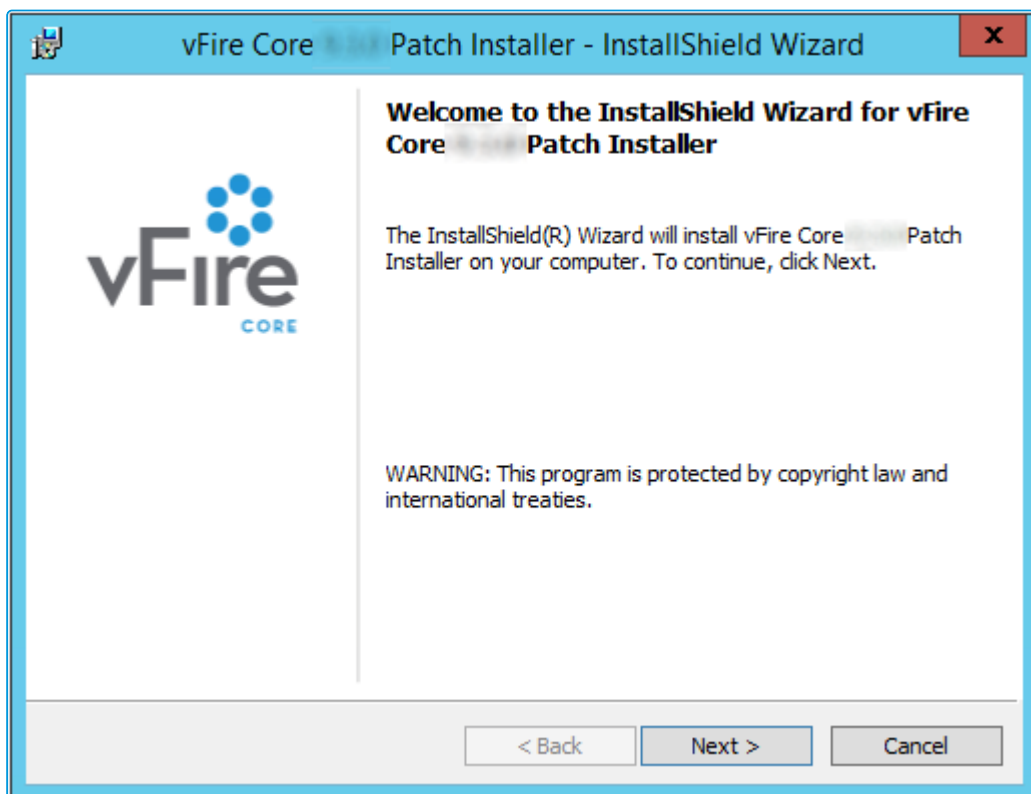 vFire Core Patch Installer - InstallShield Wizard
x
Welcome to the InstallShield Wizard for vFire
Core Patch Installer
The InstallShield(R) Wizard will install vFire Core Patch
Installer on your computer. To continue, click Next.
vFire
CORE
WARNING: This program is protected by copyright law and
international treaties.
< Back
Next >
Cancel